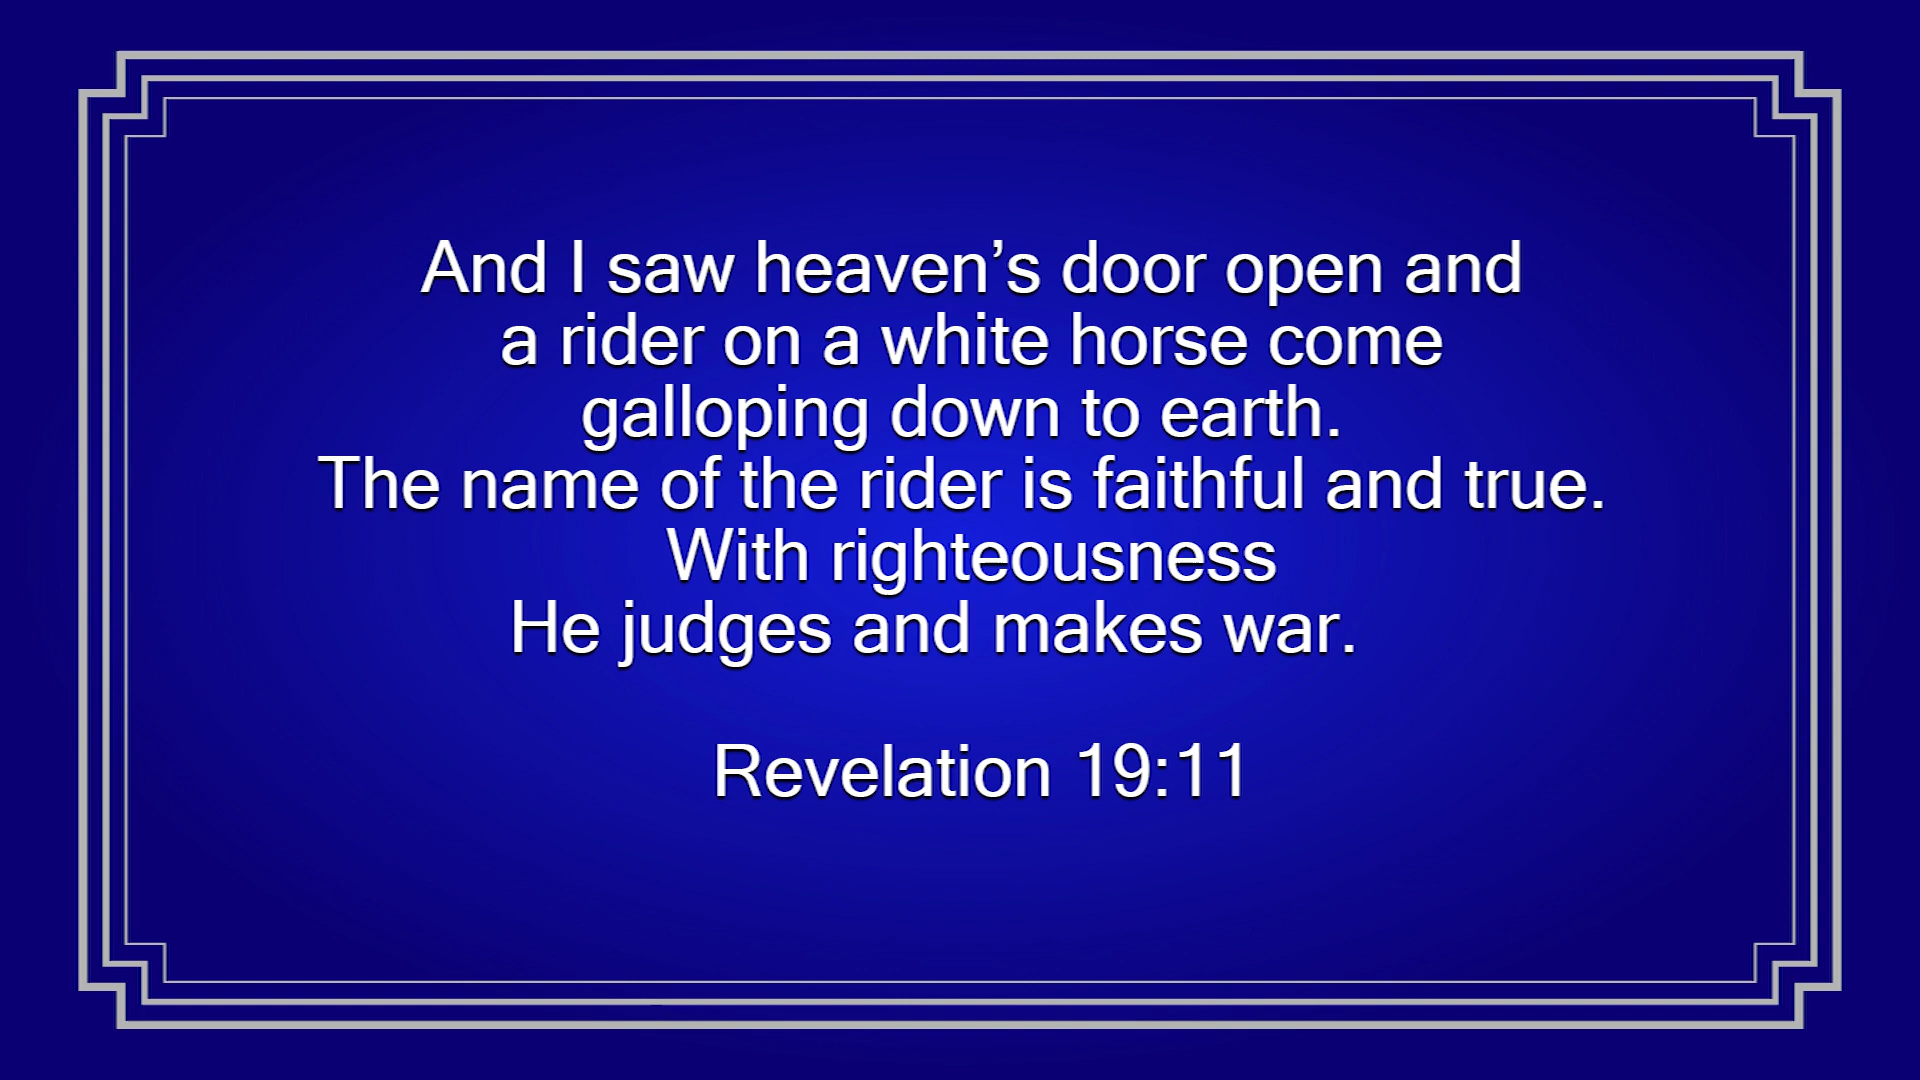 And I saw heaven’s door open and
a rider on a white horse come
galloping down to earth.
The name of the rider is faithful and true.
With righteousness
He judges and makes war.
Revelation 19:11